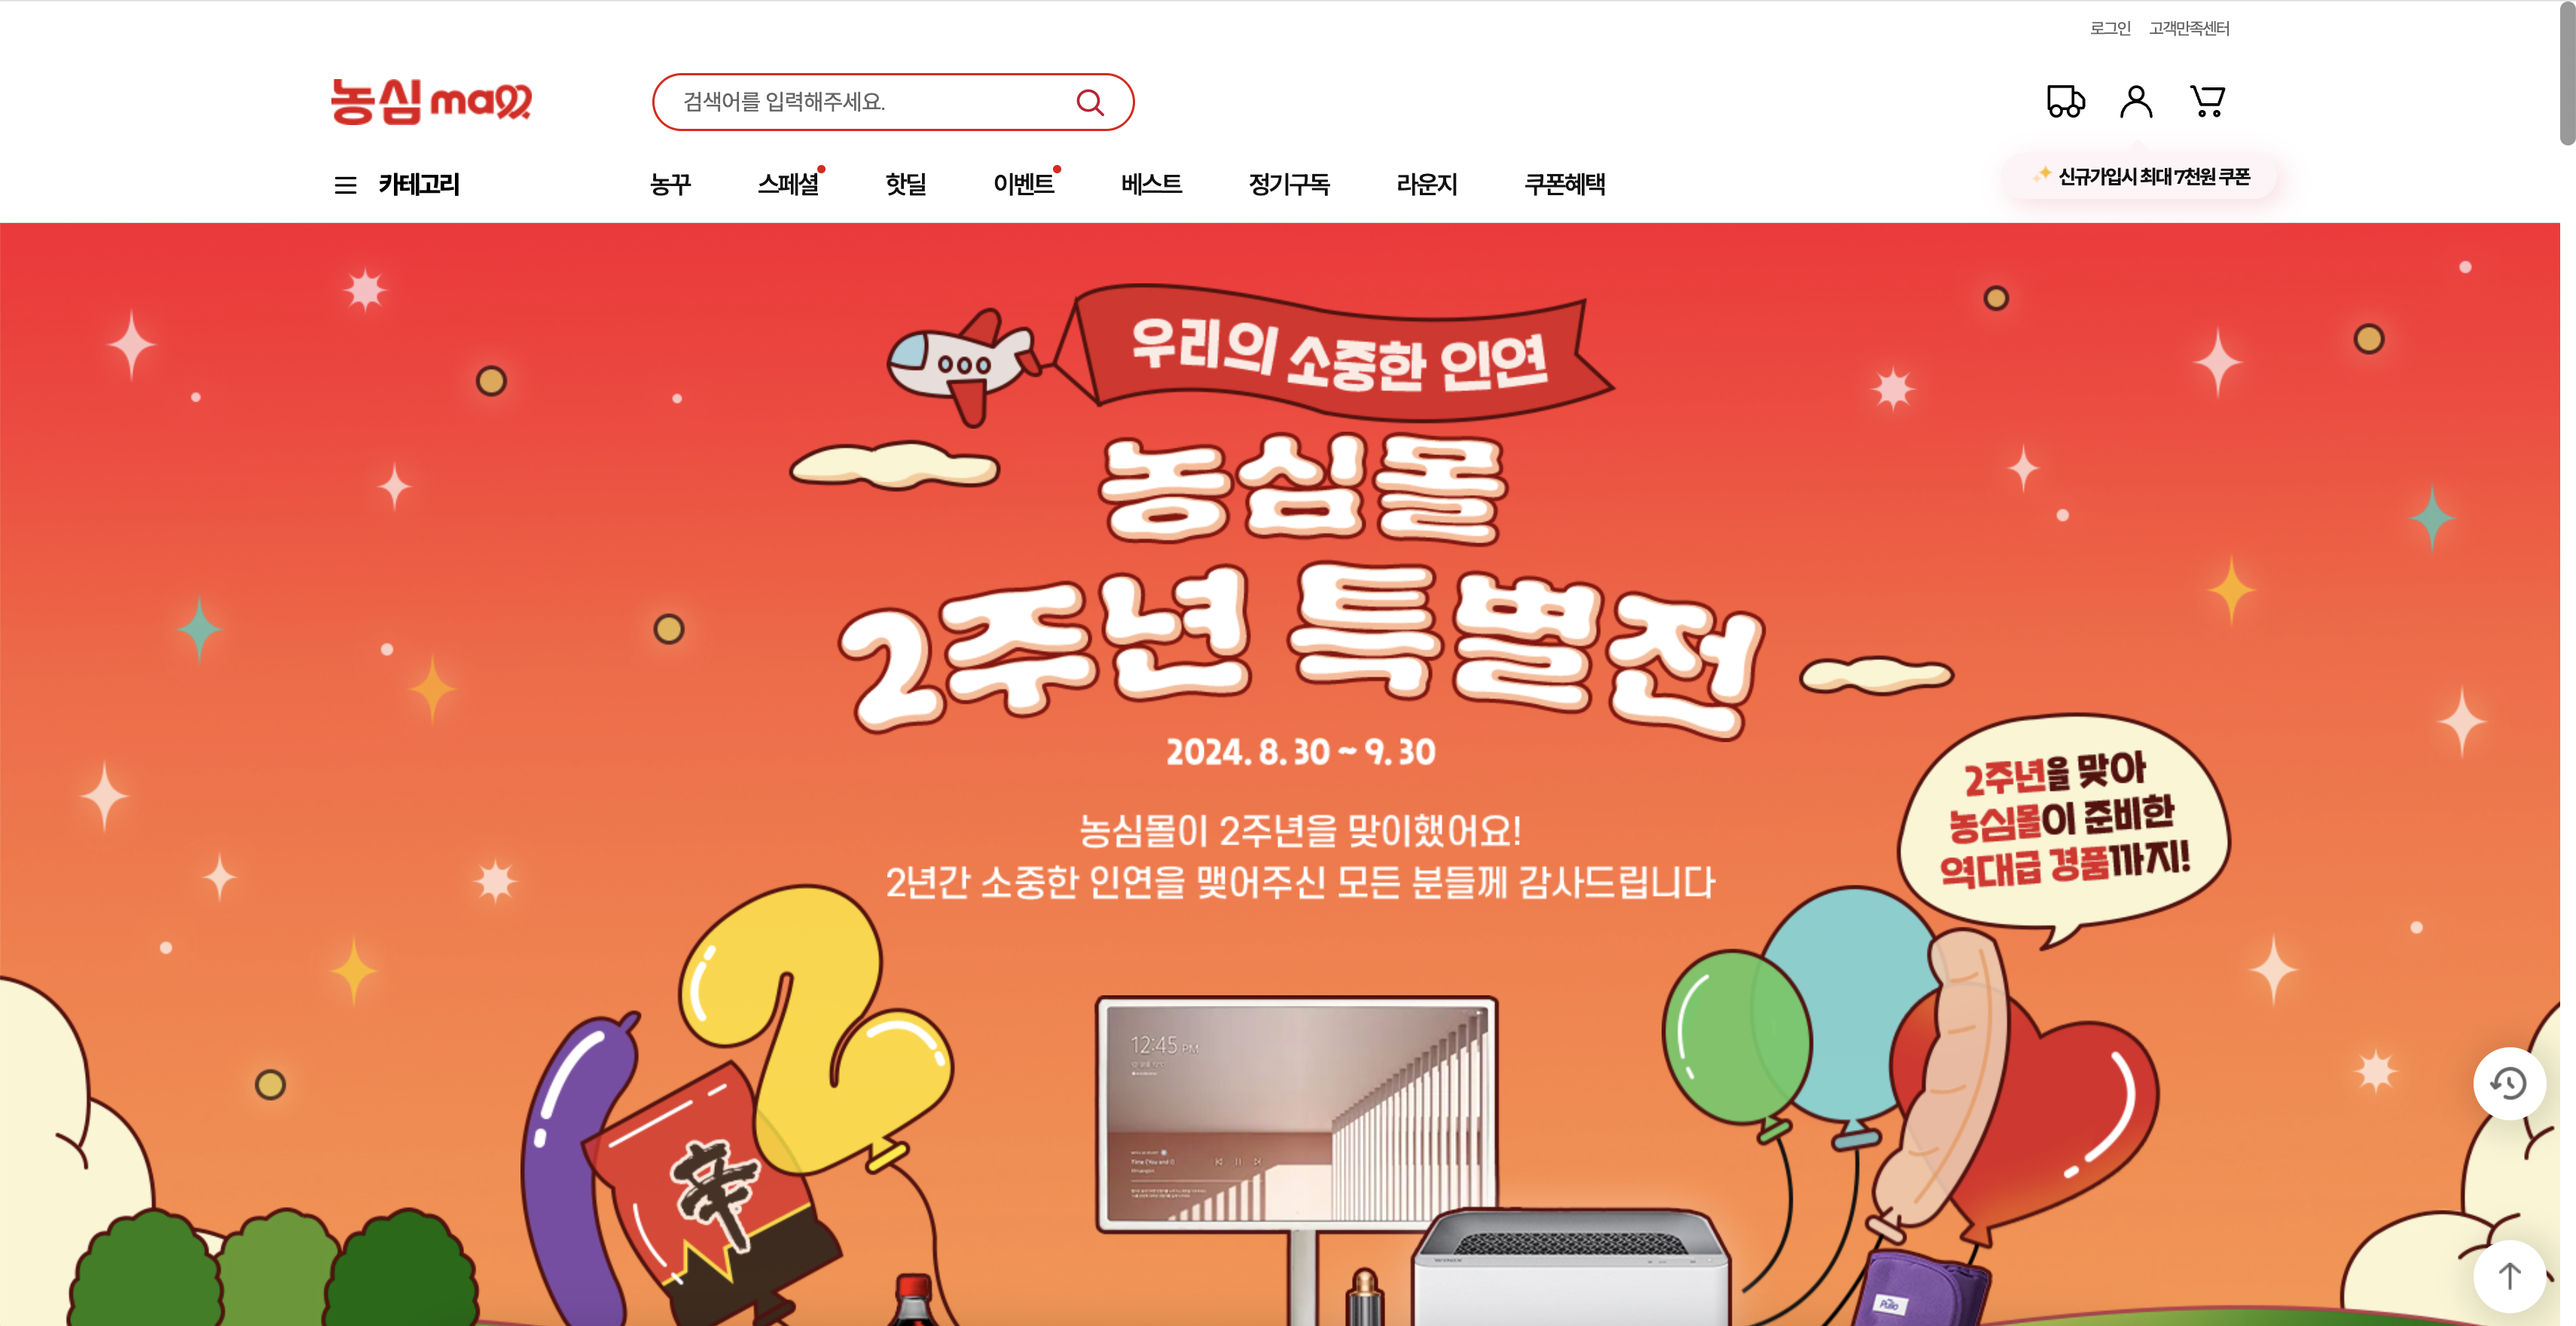 로그인 고객만족센터
농심 mall
검색어를 입력해주세요.
카테고리 농꾸 스페셜 핫딜 이벤트 베스트 정기구독 라운지 쿠폰혜택
신규가입시 최대 7천원 쿠폰
우리의 소중한 인연
농심몰
2주년 특별전
2024. 8. 30 ~ 9. 30
농심몰이 2주년을 맞이했어요!
2년간 소중한 인연을 맺어주신 모든 분들께 감사드립니다
2주년을 맞아
농심몰이 준비한
역대급 경품까지!
辛
12:45 PM
WINIX
Pulio